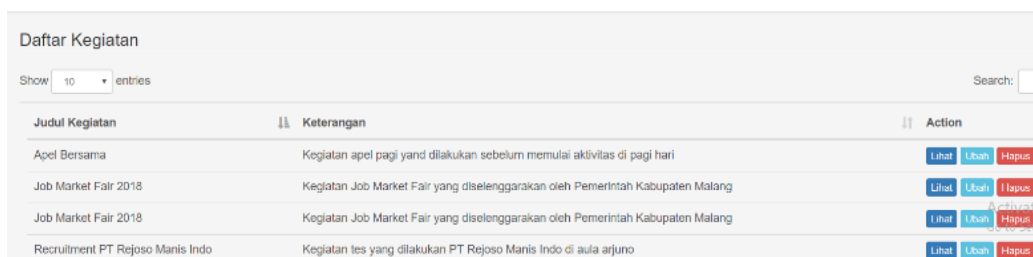 Daftar Kegiatan
Show 10 entries Search:
Judul Kegiatan Keterangan Action
Apel Bersama Kegiatan apel pagi yand dilakukan sebelum memulai aktivitas di pagi hari Lihat Ubah Hapus
Job Market Fair 2018 Kegiatan Job Market Fair yang diselenggarakan oleh Pemerintah Kabupaten Malang Lihat Ubah Hapus
Job Market Fair 2018 Kegiatan Job Market Fair yang diselenggarakan oleh Pemerintah Kabupaten Malang Lihat Ubah Hapus
Recruitment PT Rejoso Manis Indo Kegiatan tes yang dilakukan PT Rejoso Manis Indo di aula arjuno Lihat Ubah Hapus